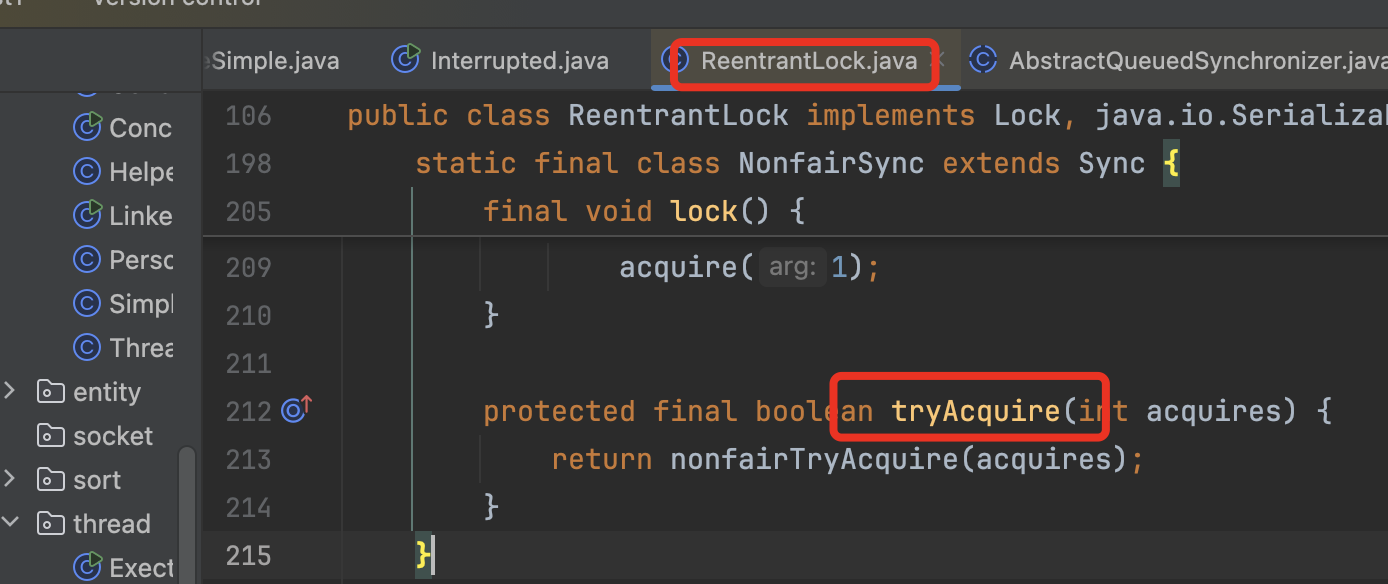 version control
Simple.java
Interrupted.java
ReentrantLock.java
AbstractQueuedSynchronizer.java
106 public class ReentrantLock implements Lock, java.io.Serializa
198 static final class NonfairSync extends Sync {
205 final void lock() {
209 acquire( arg: 1);
210 }
211
212 protected final boolean tryAcquire(int acquires) {
213 return nonfairTryAcquire(acquires);
214 }
215 }
Conc
Helpe
Linke
Perso
Simpl
Threa
entity
socket
sort
thread
Exect